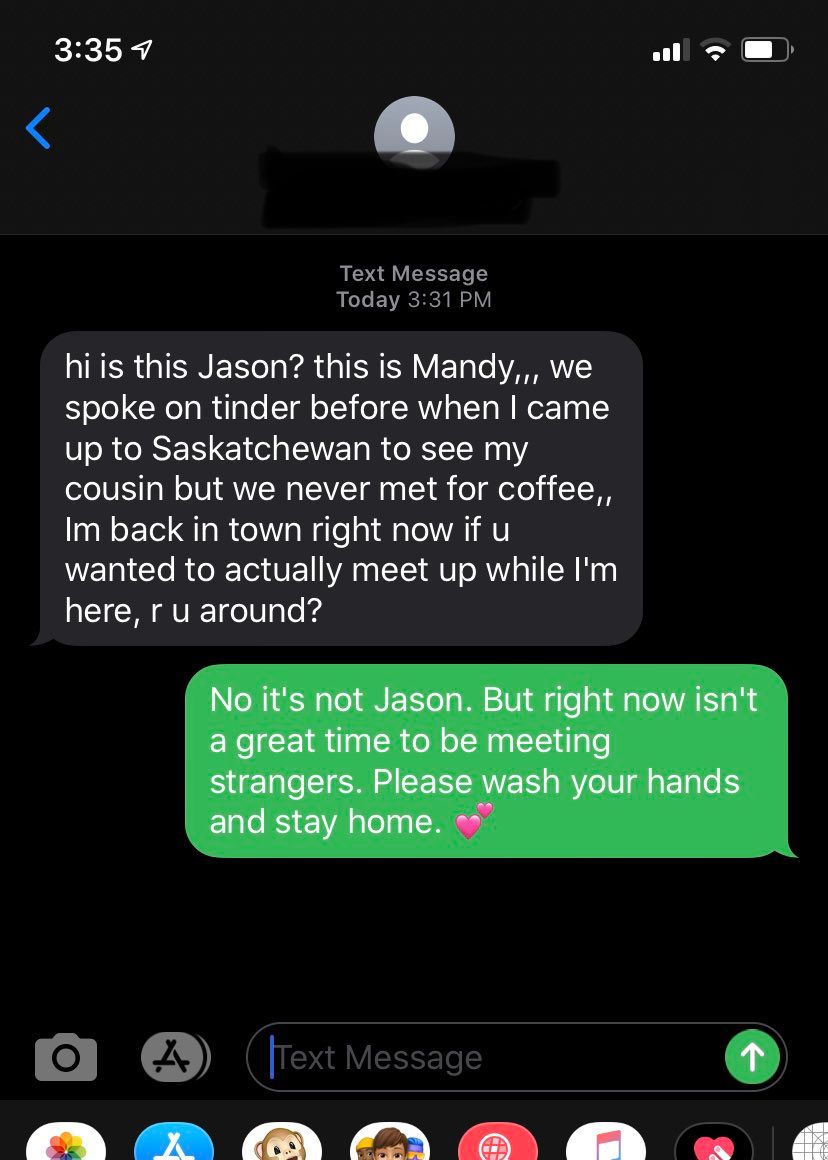 3:35
Text Message
Today 3:31 PM
hi is this Jason? this is Mandy,,, we
spoke on tinder before when I came
up to Saskatchewan to see my
cousin but we never met for coffee,,
Im back in town right now if u
wanted to actually meet up while I'm
here, r u around?
No it's not Jason. But right now isn't
a great time to be meeting
strangers. Please wash your hands
and stay home. 💕
Text Message